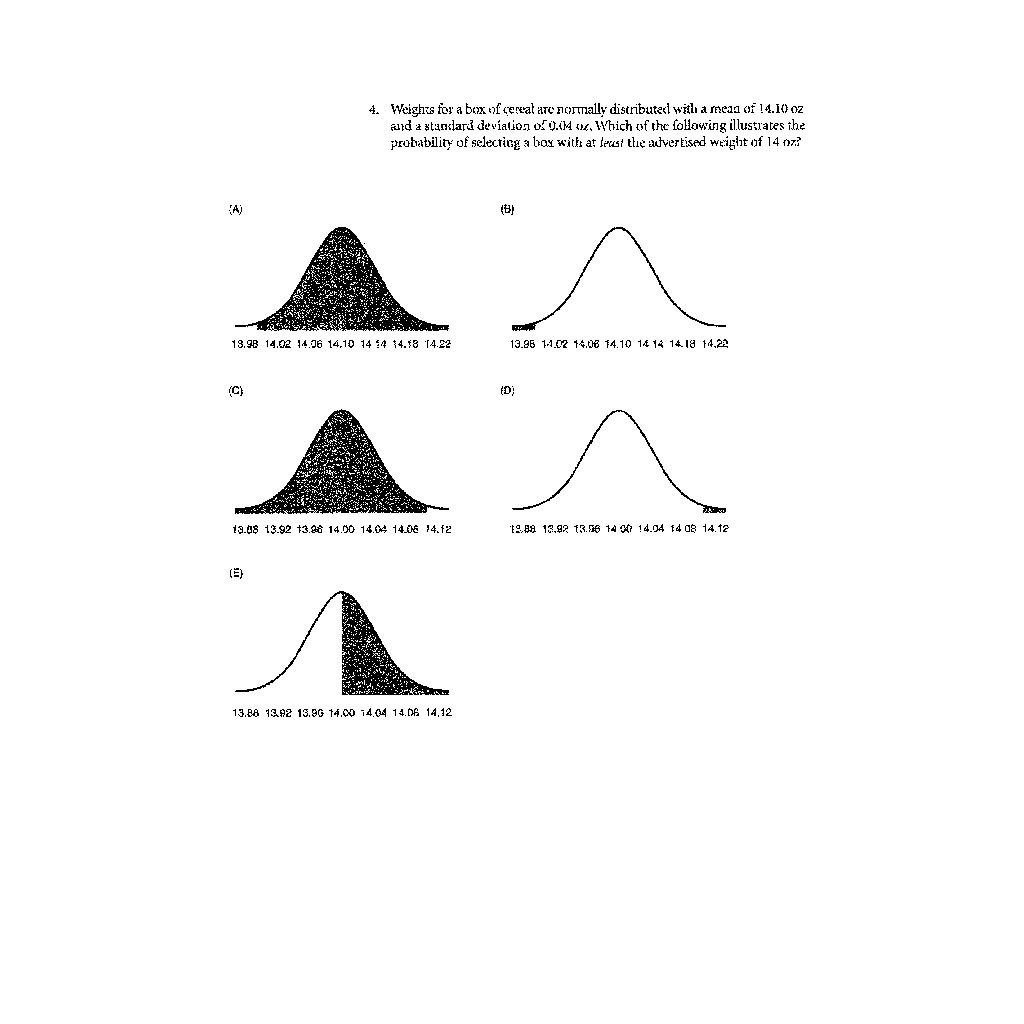 4. Weights for a box of cereal are normally distributed with a mean of 14.10 oz
and a standard deviation of 0.04 oz. Which of the following illustrates the
probability of selecting a box with at least the advertised weight of 14 oz?
(A)
(B)
13.98 14.02 14.06 14.10 14 14 14.18 14.22
13.98 14.02 14.06 14.10 14 14 14.18 14.22
(C)
(D)
13.88 13.92 13.96 14.00 14.04 14.08 14.12
13.88 13.92 13.96 14 00 14.04 14.08 14.12
(E)
13.88 13.92 13.96 14.00 14.04 14.08 14.12